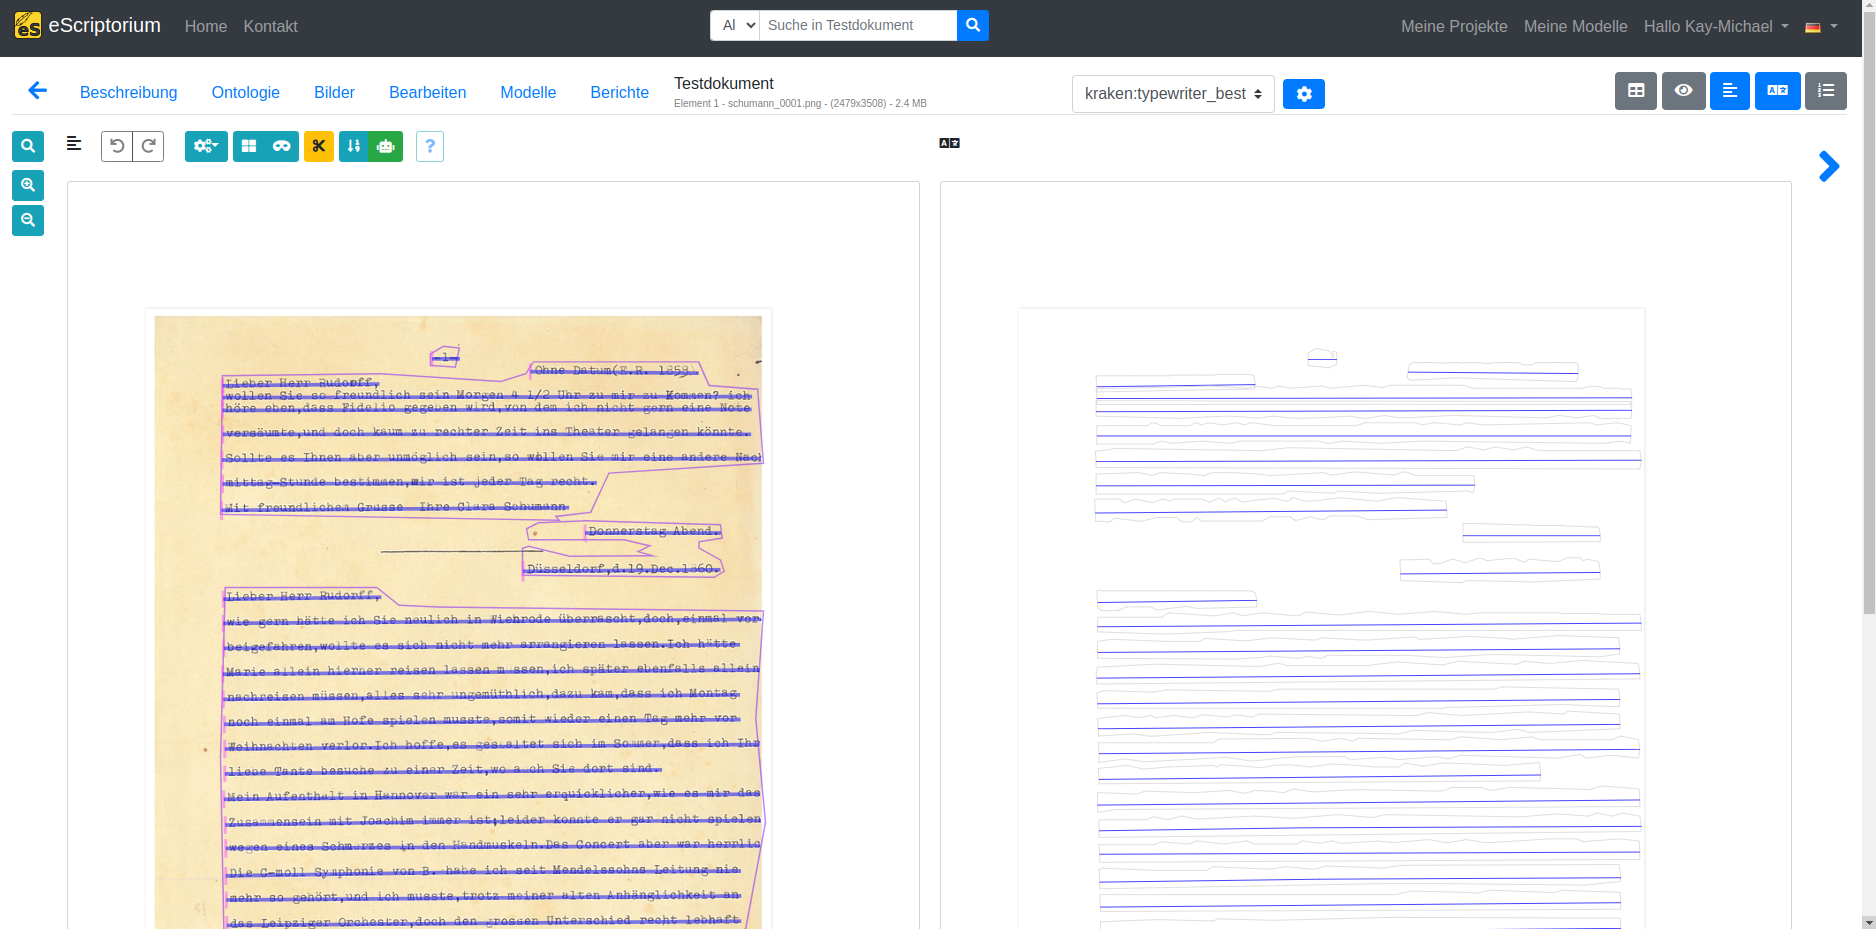 eScriptorium Home Kontakt Al Suche in Testdokument Meine Projekte Meine Modelle Hallo Kay-Michael
Beschreibung Ontologie Bilder Bearbeiten Modelle Berichte Testdokument kraken:typewriter_best
Element 1 - schumann_0001.png - (2479x3508) - 2.4 MB
-1-
Ohne Datum(E.R. 1859)
Lieber Herr Rudorff,
wollen Sie so freundlich sein Morgen 4 1/2 Uhr zu mir zu Kommen? ich
höre eben,dass Fidelio gegeben wird,von dem ich nicht gern eine Note
versäumte,und doch kaum zu rechter Zeit ins Theater gelangen könnte.
Sollte es Ihnen aber unmöglich sein,so wollen Sie mir eine andere Nach
mittag-Stunde bestimmen,mir ist jeder Tag recht.
Mit freundlichem Grusse Ihre Clara Schumann
Donnerstag Abend.
Düsseldorf,d.19.Dec.1860.
Lieber Herr Rudorff,
wie gern hätte ich Sie neulich in überrascht,doch,einmal vor
beigefahren,wollte es sich nicht mehr arrangieren lassen.Ich hätte
Marie allein hierher reisen lassen m ssen,ich später ebenfalls allein
nachreisen müssen,alles sehr ungemüthlich,dazu kam,dass ich Montag
noch einmal am Hofe spielen musste,somit wieder einen Tag mehr vor
Weihnachten verlor.Ich hoffe,es gestaltet sich im Sommer,dass ich Ihr
liebe Tante besuche zu einer Zeit,wo a ch Sie dort sind.
Mein Aufenthalt in Hannover war ein sehr erquicklicher,wie es mir das
Zusammensein mit Joachim immer ist;leider konnte er gar nicht spielen
wegen eines Schmerzes in den Handmuskeln.Das Concert aber war herrlic
Die C-moll Symphonie von B. habe ich seit Mendelssohns Leitung nie
mehr so gehört,und ich musste,trotz meiner alten Anhänglichkeit an
das Leipziger Orchester,doch den grossen Unterschied recht lebhaft